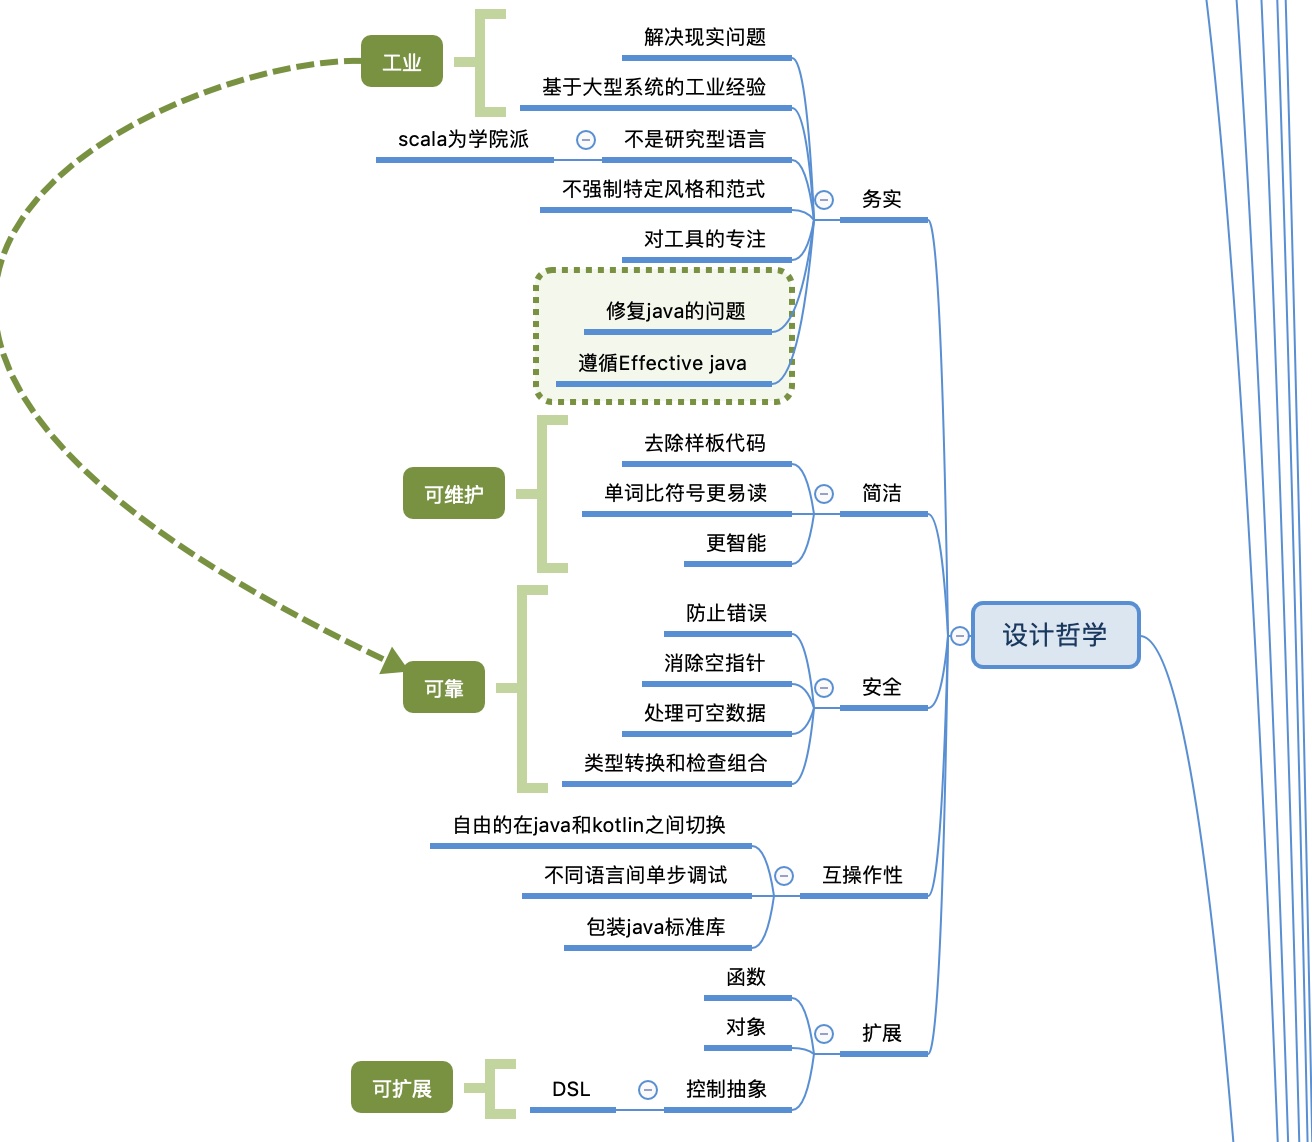 工业
解决现实问题
基于大型系统的工业经验
scala为学院派
不是研究型语言
不强制特定风格和范式
务实
对工具的专注
修复java的问题
遵循Effective java
去除样板代码
可维护
单词比符号更易读
简洁
更智能
防止错误
设计哲学
消除空指针
可靠
安全
处理可空数据
类型转换和检查组合
自由的在java和kotlin之间切换
不同语言间单步调试
互操作性
包装java标准库
函数
对象
扩展
可扩展
DSL
控制抽象